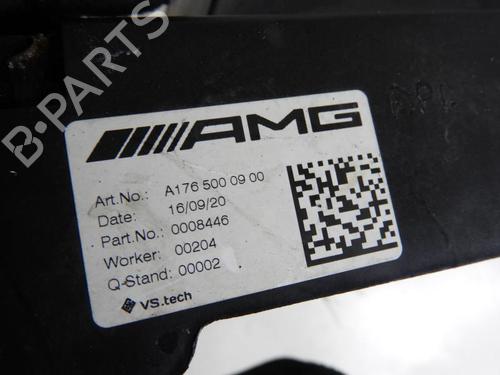 AMG
Art.No.: A176 500 09 00
Date: 16/09/20
Part.No.: 0008446
Worker: 00204
Q-Stand: 00002
VS.tech
B-PARTS